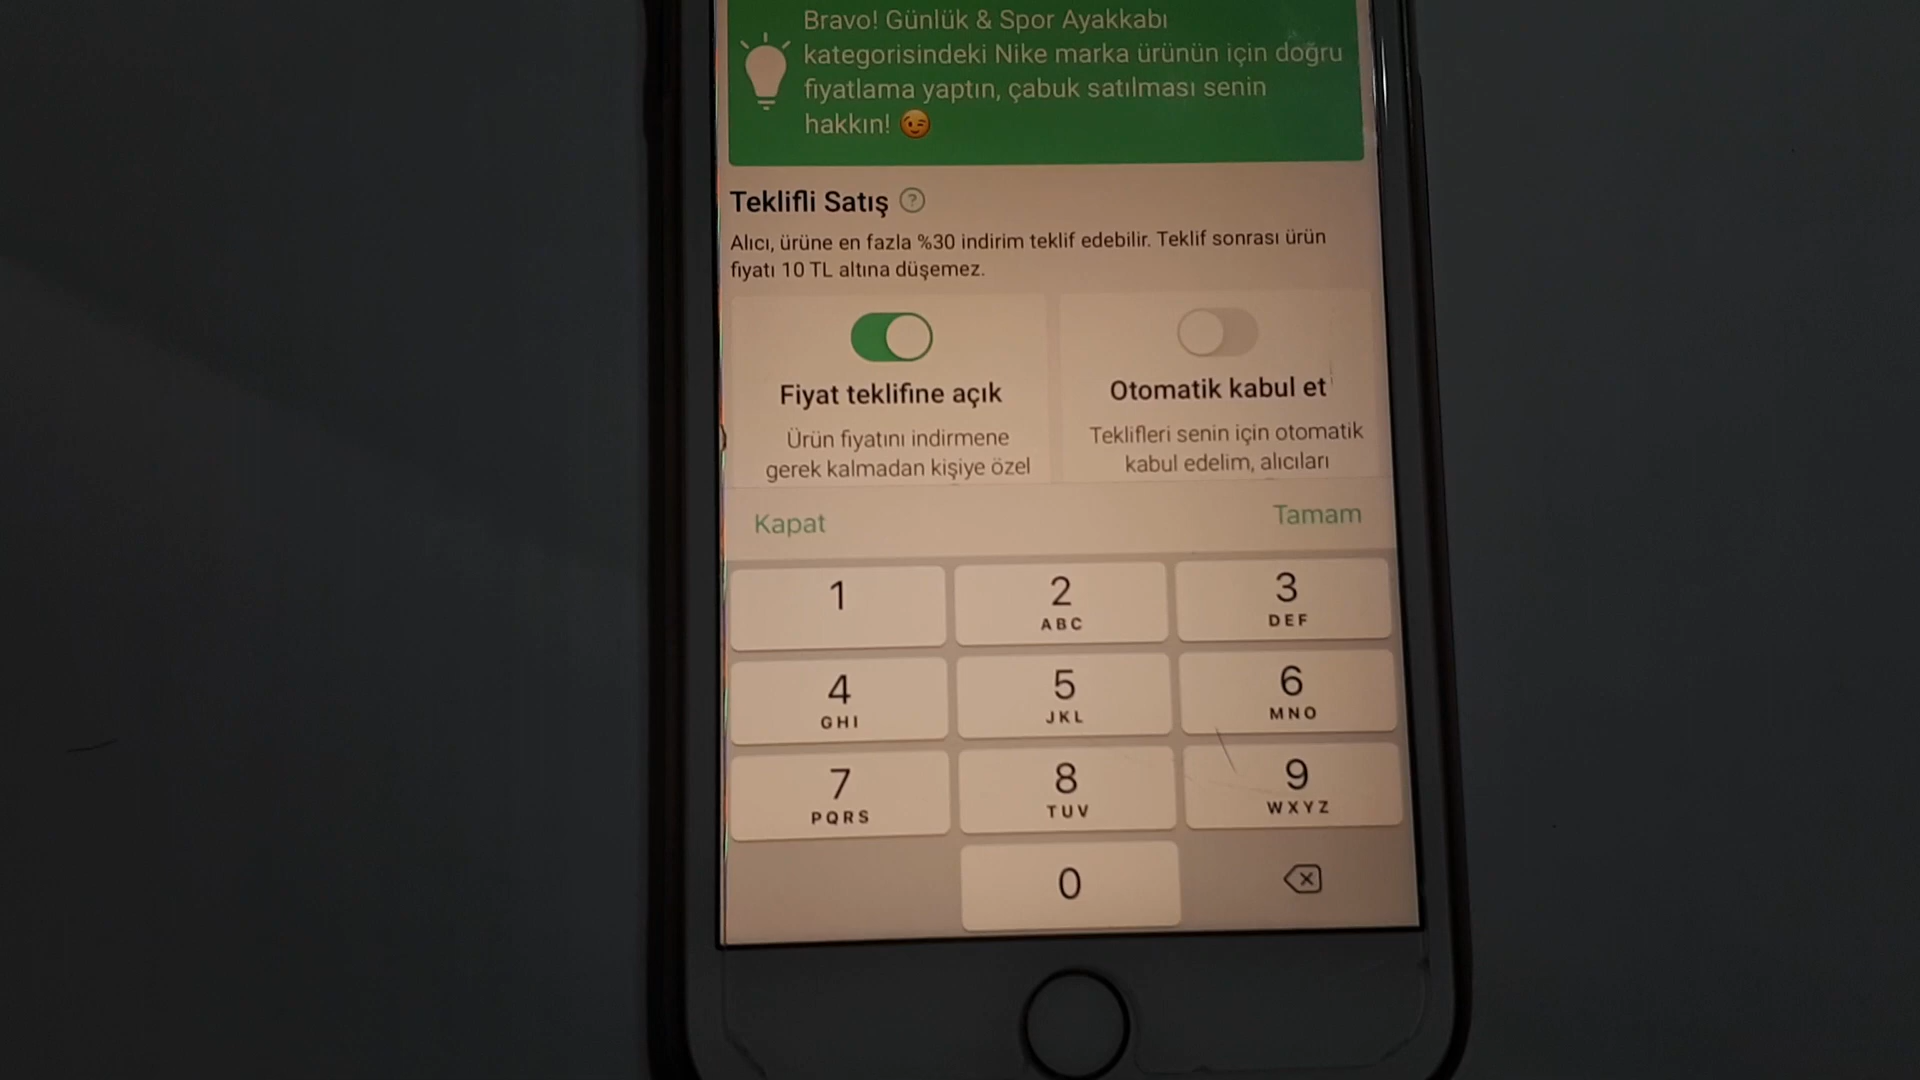 Bravo! Günlük & Spor Ayakkabı
kategorisindeki Nike marka ürünün için doğru
fiyatlama yaptın, çabuk satılması senin
hakkın! 😉
Teklifli Satış ?
Alıcı, ürüne en fazla %30 indirim teklif edebilir. Teklif sonrası ürün
fiyatı 10 TL altına düşemez.
Fiyat teklifine açık
Ürün fiyatını indirmene
gerek kalmadan kişiye özel
Otomatik kabul et
Teklifleri senin için otomatik
kabul edelim, alıcıları
Kapat
Tamam
1
2
ABC
3
DEF
4
GHI
5
JKL
6
MNO
7
PQRS
8
TUV
9
WXYZ
0